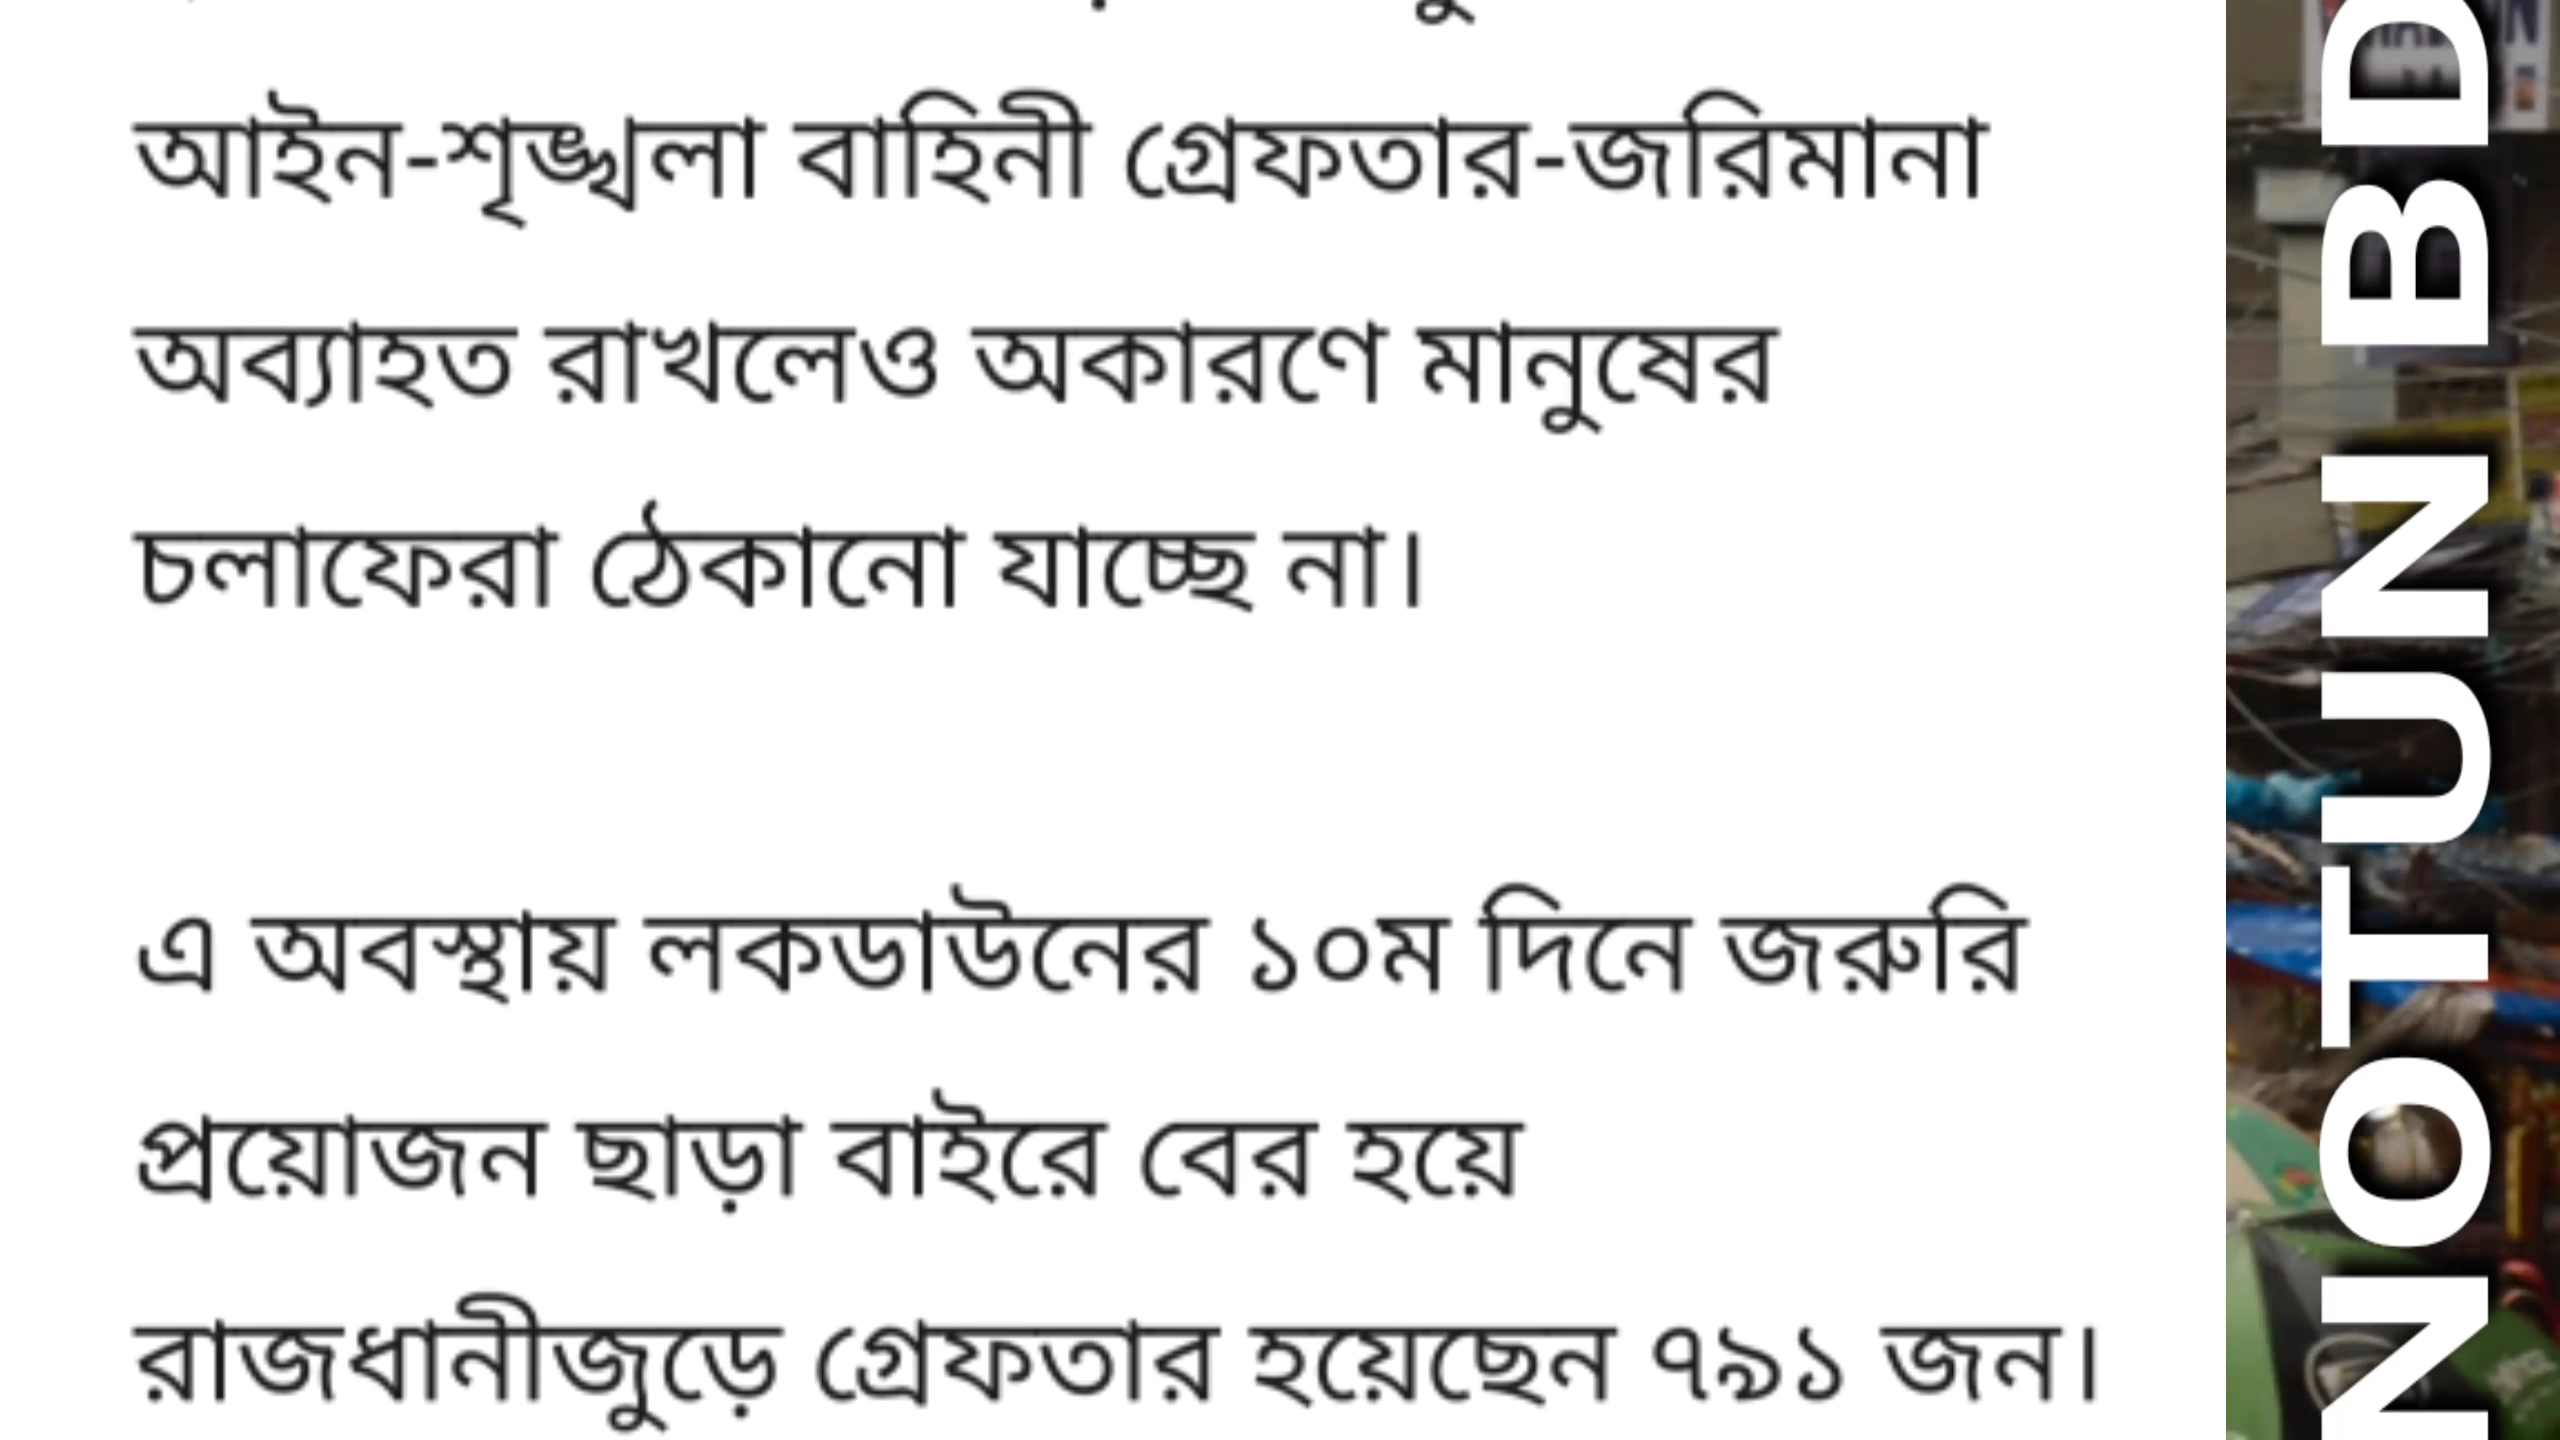 আইন-শৃঙ্খলা বাহিনী গ্রেফতার-জরিমানা
অব্যাহত রাখলেও অকারণে মানুষের
চলাফেরা ঠেকানো যাচ্ছে না।
এ অবস্থায় লকডাউনের ১০ম দিনে জরুরি
প্রয়োজন ছাড়া বাইরে বের হয়ে
রাজধানীজুড়ে গ্রেফতার হয়েছেন ৭৯১ জন।
NOTUN BD